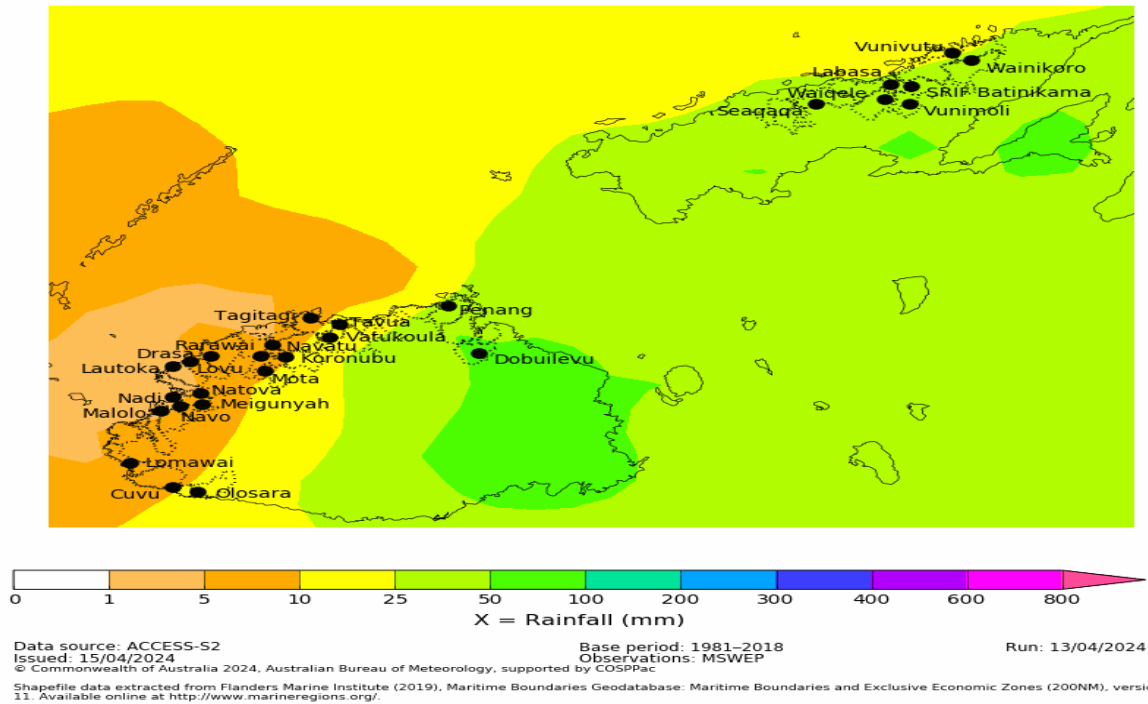 Vunivutu
Wainikoro
Labasa
SRIF Batinikama
Waiqele
Seaqaqa
Vunimoli
Penang
Tagitagi
Tavua
Vatukoula
Rarawai
Navatu
Drasa
Koronubu
Dobuilevu
Lautoka
Lovu
Mota
Natova
Nadi
Meigunyah
Malolo
Navo
Lomawai
Cuvu
Olosara
0 1 5 10 25 50 100 200 300 400 600 800
X = Rainfall (mm)
Data source: ACCESS-S2 Base period: 1981–2018 Run: 13/04/2024
Issued: 15/04/2024 Observations: MSWEP
© Commonwealth of Australia 2024, Australian Bureau of Meteorology, supported by COSPPac
Shapefile data extracted from Flanders Marine Institute (2019), Maritime Boundaries Geodatabase: Maritime Boundaries and Exclusive Economic Zones (200NM), versi
11. Available online at http://www.marineregions.org/.